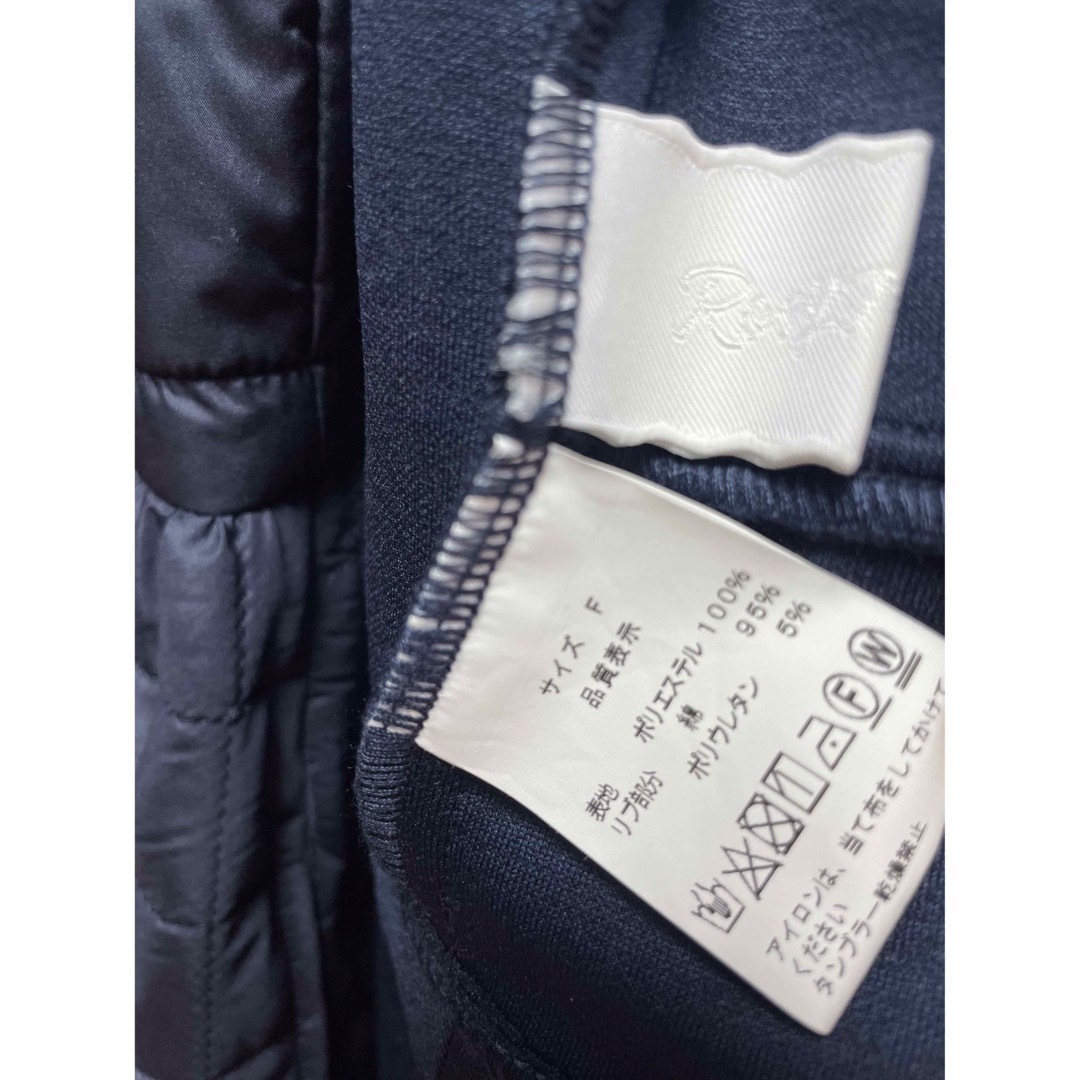 サイズ F
品質表示
表地 ポリエステル 100%
リブ部分 綿 95%
ポリウレタン 5%
F W
アイロンは、当て布をしてかけて
ください
タンブラー乾燥禁止